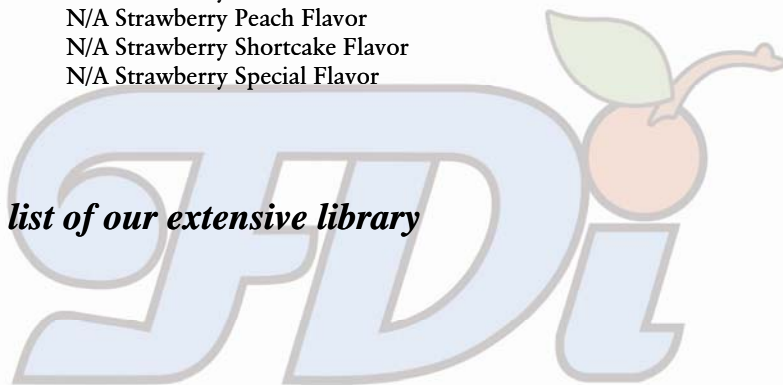 N/A Strawberry Peach Flavor
N/A Strawberry Shortcake Flavor
N/A Strawberry Special Flavor
list of our extensive library
FDi